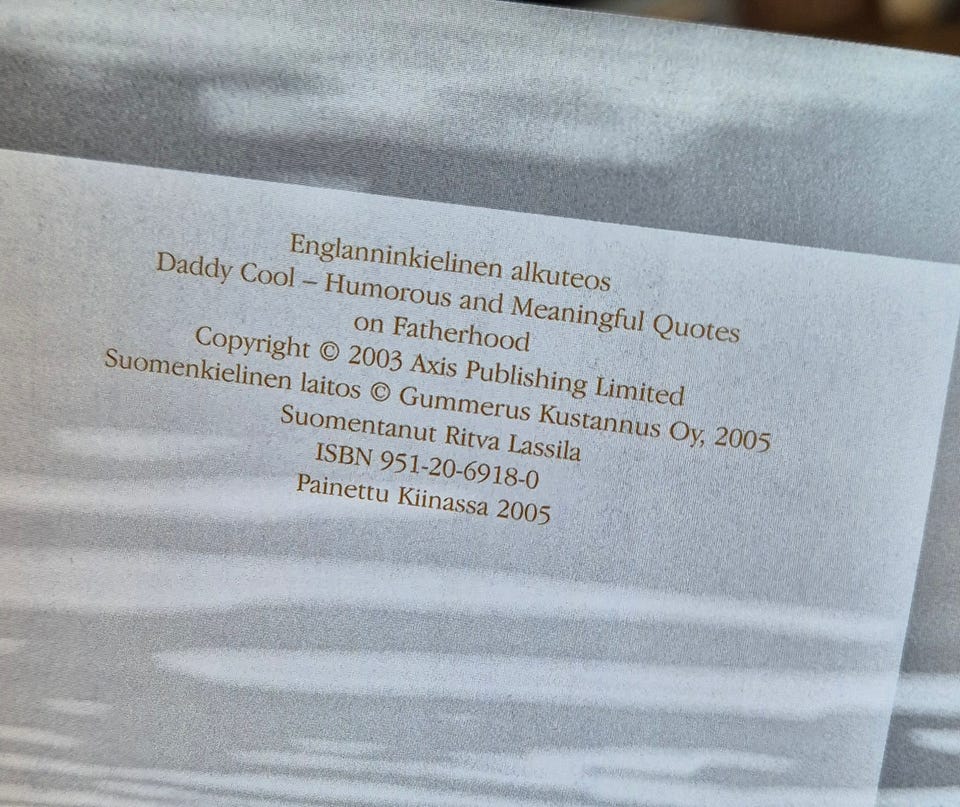 Englanninkielinen alkuteos
Daddy Cool – Humorous and Meaningful Quotes
on Fatherhood
Copyright © 2003 Axis Publishing Limited
Suomenkielinen laitos © Gummerus Kustannus Oy, 2005
Suomentanut Ritva Lassila
ISBN 951-20-6918-0
Painettu Kiinassa 2005